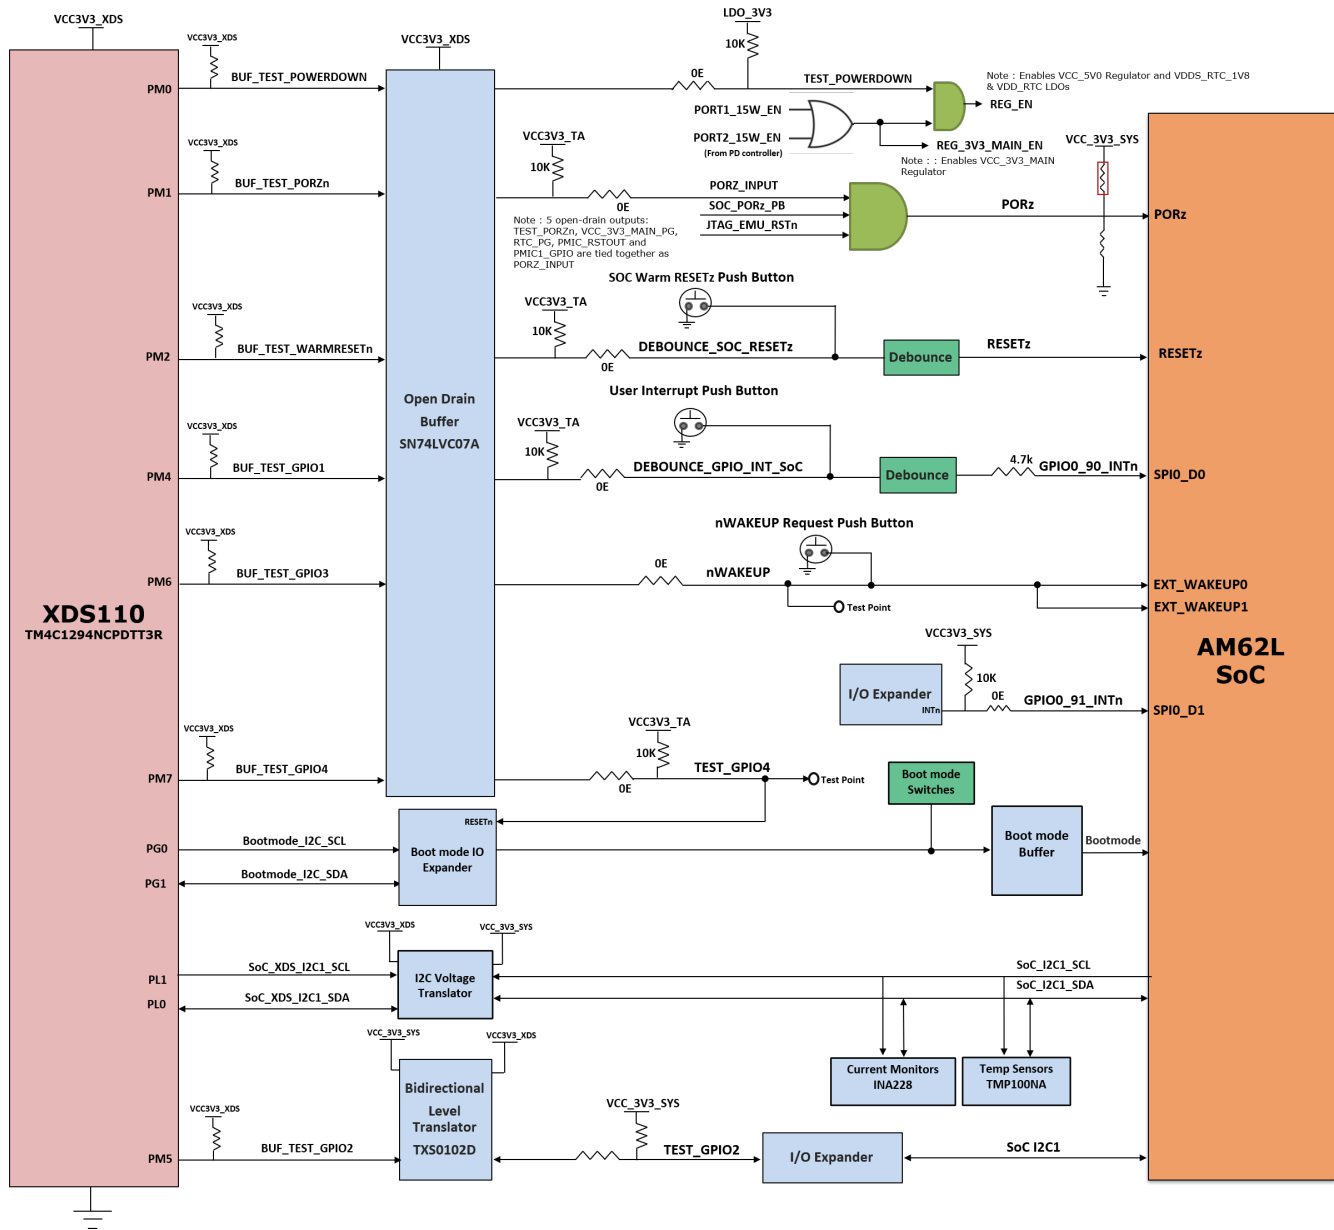 VCC3V3_XDS
XDS110
TM4C1294NCPDTT3R
PM0
VCC3V3_XDS
BUF_TEST_POWERDOWN
PM1
VCC3V3_XDS
BUF_TEST_PORZn
PM2
VCC3V3_XDS
BUF_TEST_WARMRESETn
PM4
VCC3V3_XDS
BUF_TEST_GPIO1
PM6
VCC3V3_XDS
BUF_TEST_GPIO3
PM7
VCC3V3_XDS
BUF_TEST_GPIO4
PG0
Bootmode_I2C_SCL
PG1
Bootmode_I2C_SDA
PL1
SoC_XDS_I2C1_SCL
PL0
SoC_XDS_I2C1_SDA
PM5
VCC3V3_XDS
BUF_TEST_GPIO2
VCC3V3_XDS
Open Drain
Buffer
SN74LVC07A
LDO_3V3
10K
0E
TEST_POWERDOWN
Note : Enables VCC_5V0 Regulator and VDDS_RTC_1V8
& VDD_RTC LDOs
REG_EN
PORT1_15W_EN
PORT2_15W_EN
(From PD controller)
REG_3V3_MAIN_EN
Note : : Enables VCC_3V3_MAIN
Regulator
VCC3V3_TA
10K
0E
PORZ_INPUT
SOC_PORz_PB
JTAG_EMU_RSTn
Note : 5 open-drain outputs:
TEST_PORZn, VCC_3V3_MAIN_PG,
RTC_PG, PMIC_RSTOUT and
PMIC1_GPIO are tied together as
PORZ_INPUT
VCC_3V3_SYS
PORz
PORz
SOC Warm RESETz Push Button
VCC3V3_TA
10K
0E
DEBOUNCE_SOC_RESETz
Debounce
RESETz
RESETz
User Interrupt Push Button
VCC3V3_TA
10K
0E
DEBOUNCE_GPIO_INT_SoC
Debounce
4.7k
GPIO0_90_INTn
SPI0_D0
nWAKEUP Request Push Button
0E
nWAKEUP
Test Point
EXT_WAKEUP0
EXT_WAKEUP1
AM62L
SoC
VCC3V3_SYS
10K
I/O Expander
INTn
0E
GPIO0_91_INTn
SPI0_D1
VCC3V3_TA
10K
0E
TEST_GPIO4
Test Point
Boot mode
Switches
RESETn
Boot mode IO
Expander
Boot mode
Buffer
Bootmode
VCC3V3_XDS
VCC_3V3_SYS
I2C Voltage
Translator
SoC_I2C1_SCL
SoC_I2C1_SDA
Current Monitors
INA228
Temp Sensors
TMP100NA
VCC_3V3_SYS
VCC3V3_XDS
Bidirectional
Level
Translator
TXS0102D
VCC_3V3_SYS
TEST_GPIO2
I/O Expander
SoC I2C1